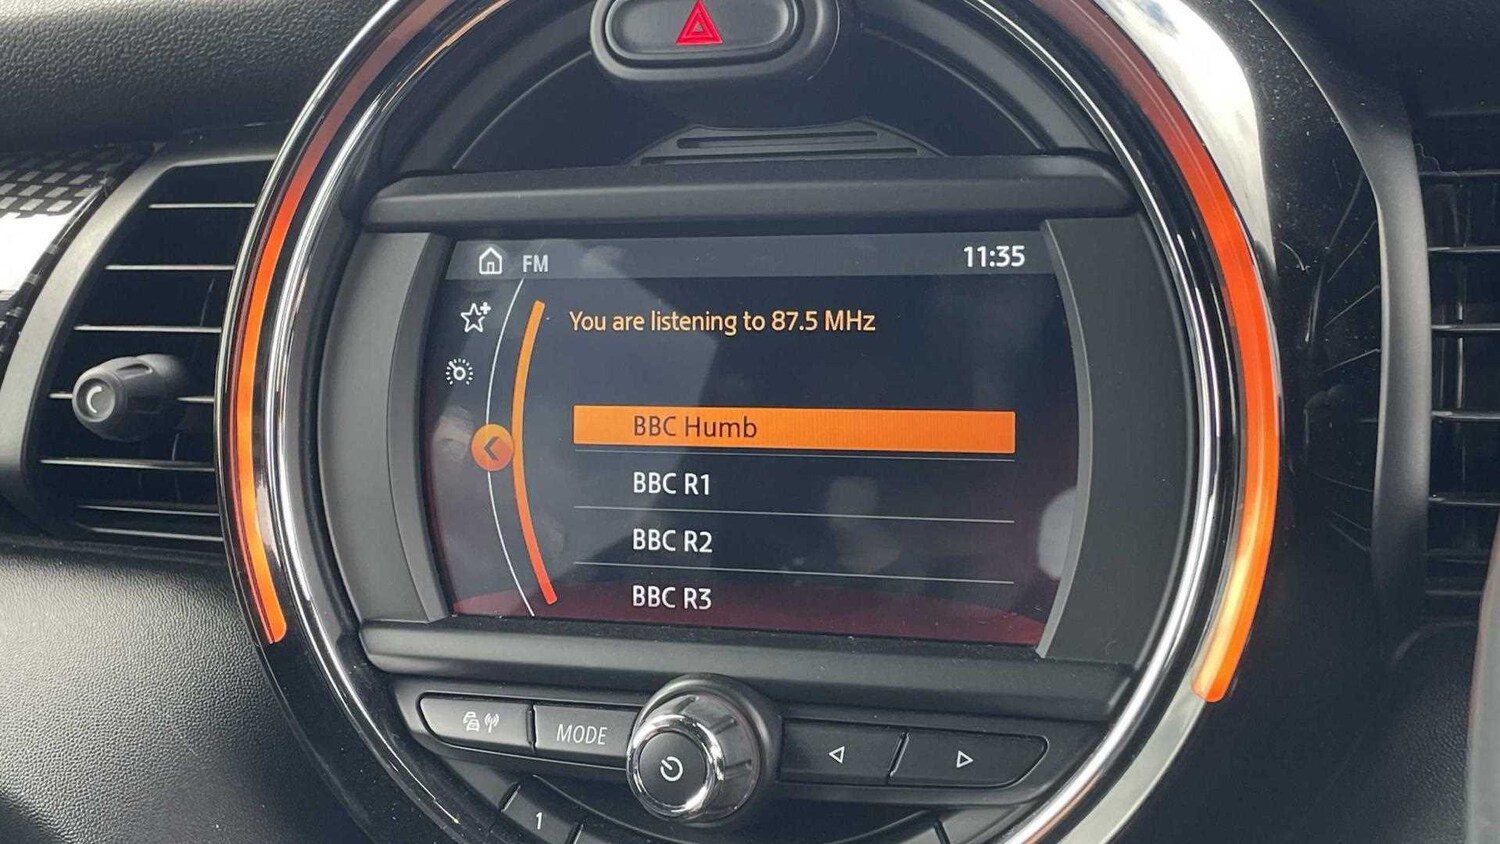 FM
11:35
You are listening to 87.5 MHz
BBC Humb
BBC R1
BBC R2
BBC R3
MODE
1